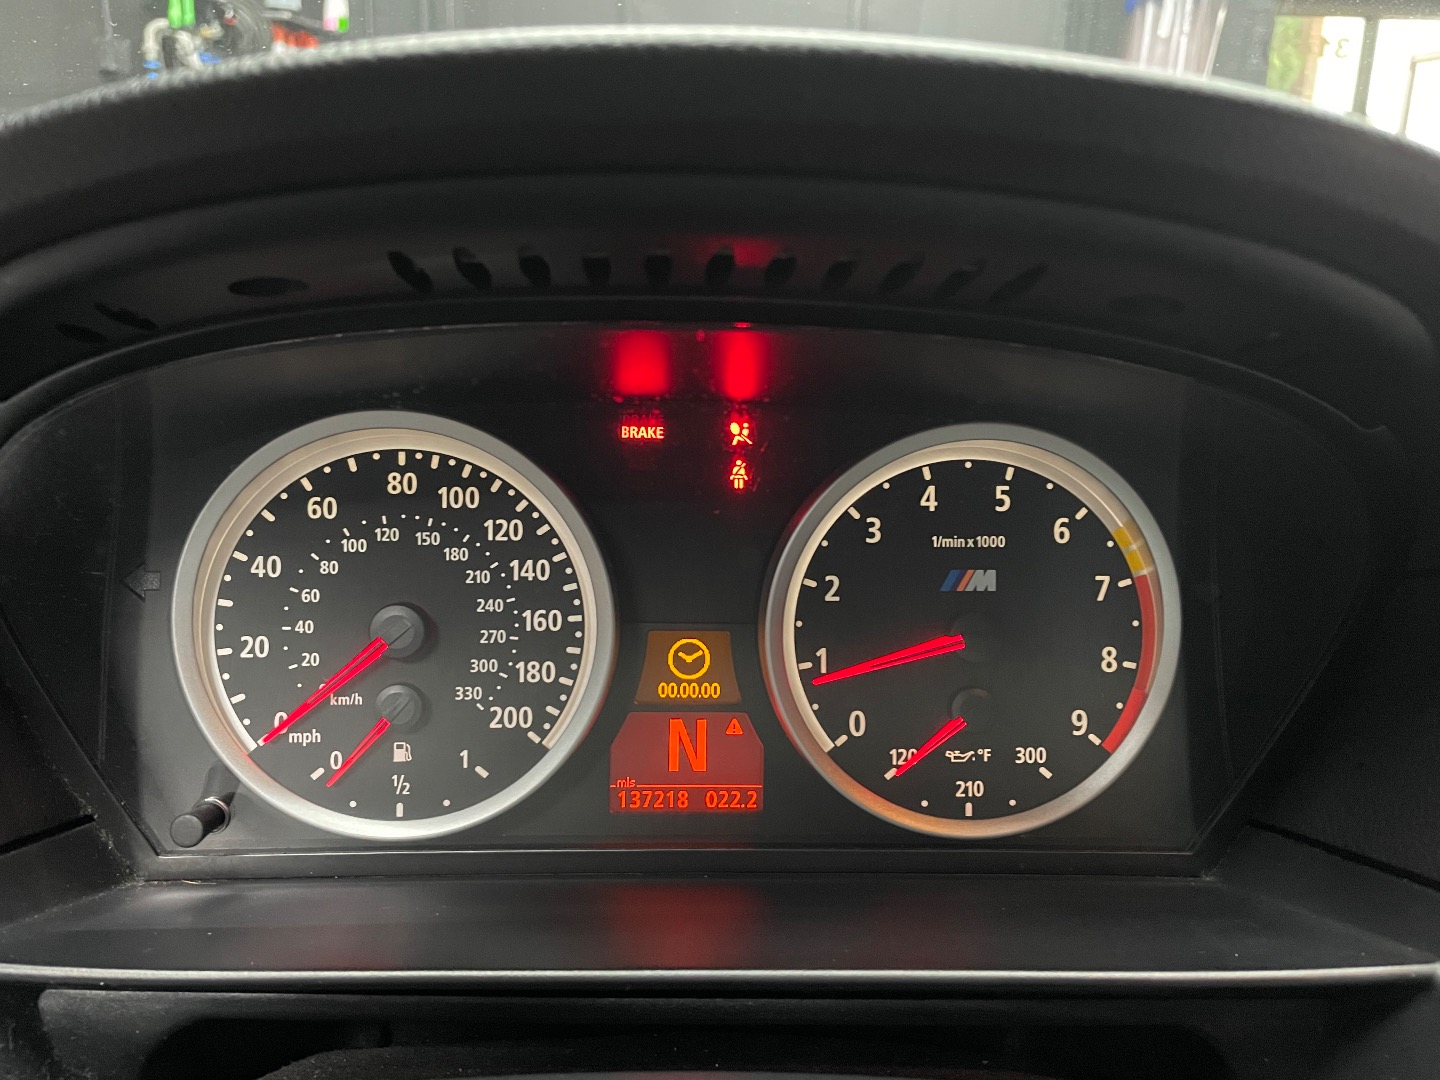 BRAKE
0 20 40 60 80 100 120 140 160 180 200
20 40 60 80 100 120 150 180 210 240 270 300 330
km/h
mph
0 1/2 1
0 1 2 3 4 5 6 7 8 9
1/min x 1000
M
00.00.00
N
mls
137218 022.2
120 °F 300
210